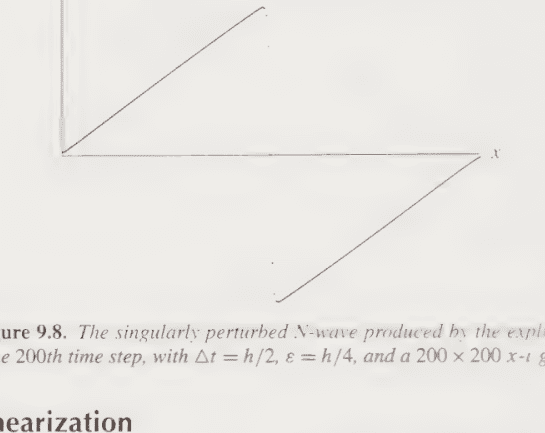 x
ure 9.8. The singularly perturbed N-wave produced by the expl
e 200th time step, with Δt = h/2, ε = h/4, and a 200 × 200 x-t g
nearization